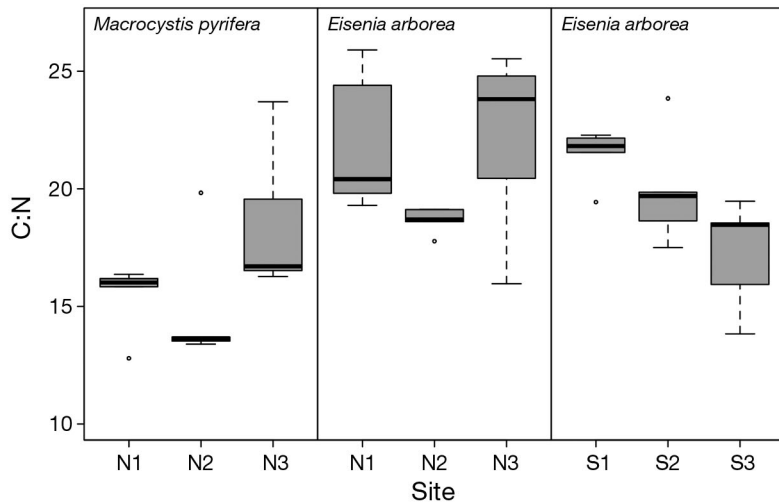 Macrocystis pyrifera Eisenia arborea Eisenia arborea
C:N
25
20
15
10
N1 N2 N3 N1 N2 N3 S1 S2 S3
Site